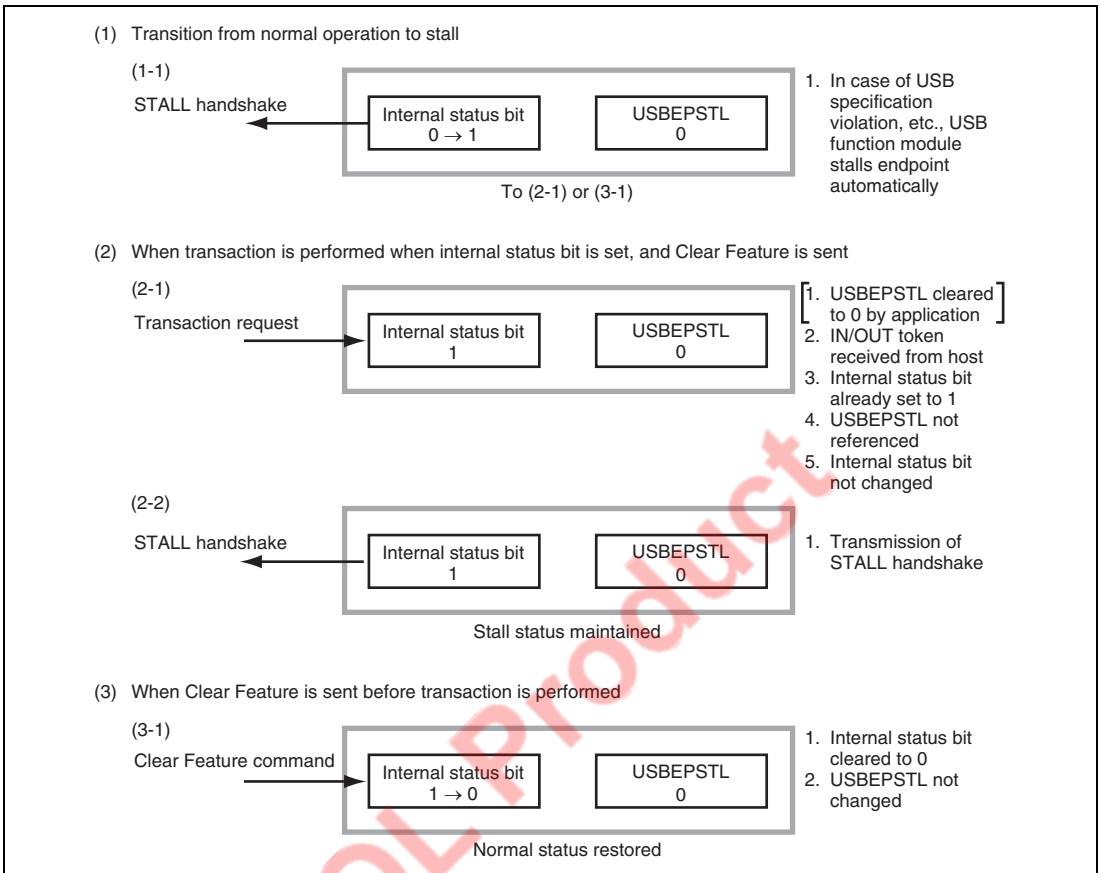 (1) Transition from normal operation to stall
(1-1)
STALL handshake
Internal status bit
0 → 1
USBEPSTL
0
To (2-1) or (3-1)
1. In case of USB
specification
violation, etc., USB
function module
stalls endpoint
automatically
(2) When transaction is performed when internal status bit is set, and Clear Feature is sent
(2-1)
Transaction request
Internal status bit
1
USBEPSTL
0
1. USBEPSTL cleared
to 0 by application
2. IN/OUT token
received from host
3. Internal status bit
already set to 1
4. USBEPSTL not
referenced
5. Internal status bit
not changed
(2-2)
STALL handshake
Internal status bit
1
USBEPSTL
0
Stall status maintained
1. Transmission of
STALL handshake
(3) When Clear Feature is sent before transaction is performed
(3-1)
Clear Feature command
Internal status bit
1 → 0
USBEPSTL
0
Normal status restored
1. Internal status bit
cleared to 0
2. USBEPSTL not
changed
OL Product